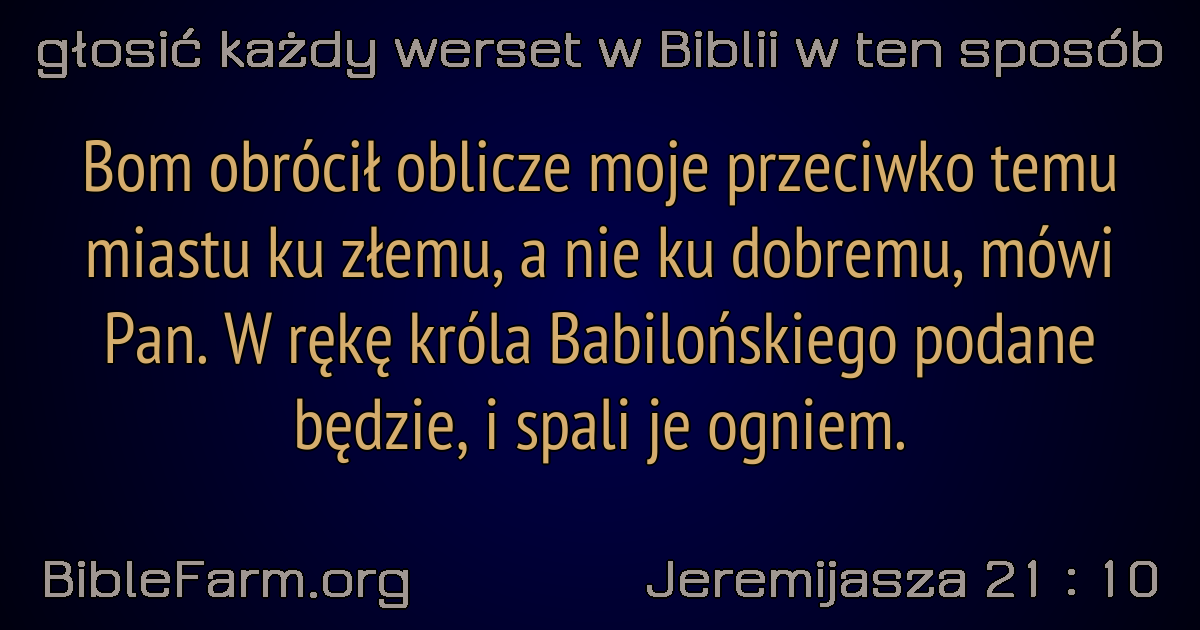 głosić każdy werset w Biblii w ten sposób
Bom obrócił oblicze moje przeciwko temu
miastu ku złemu, a nie ku dobremu, mówi
Pan. W rękę króla Babilońskiego podane
będzie, i spali je ogniem.
BibleFarm.org
Jeremijasza 21 : 10